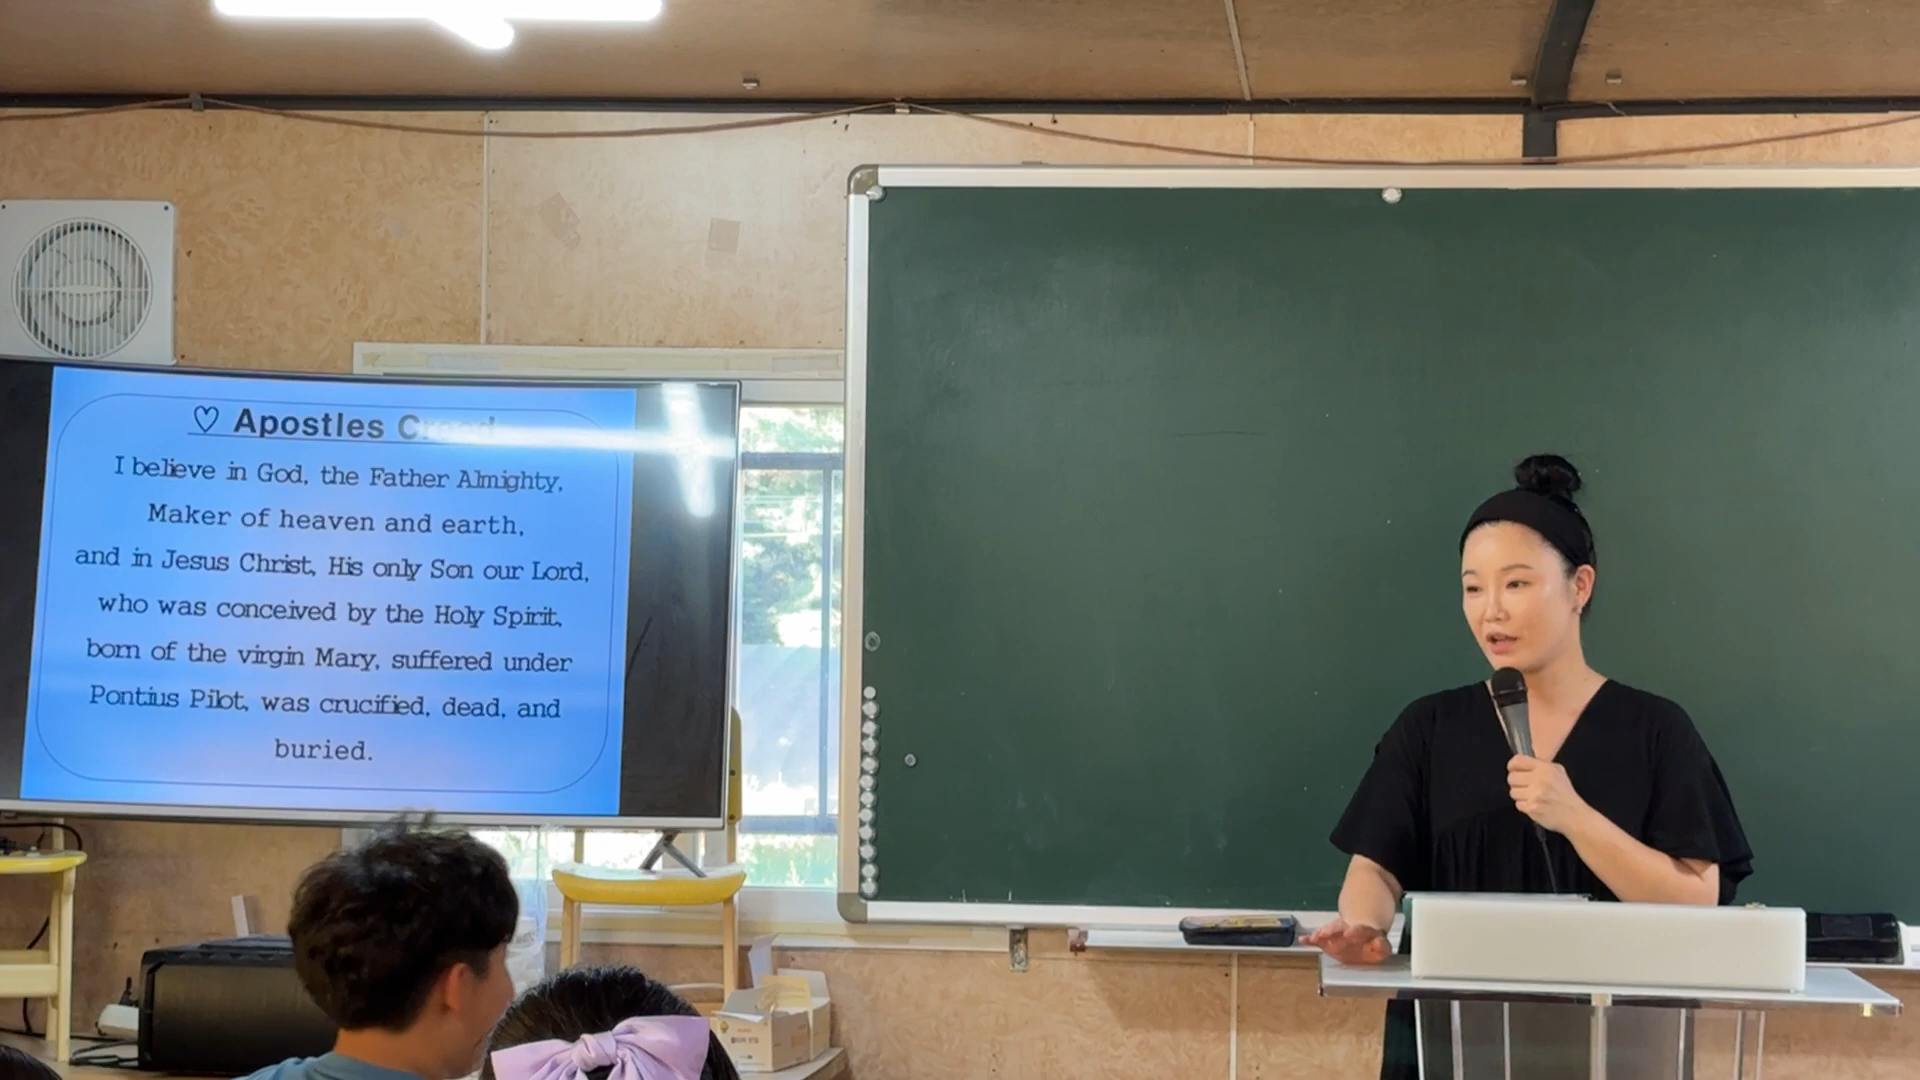 ♡ Apostles Creed
I believe in God, the Father Almighty,
Maker of heaven and earth,
and in Jesus Christ, His only Son our Lord,
who was conceived by the Holy Spirit,
born of the virgin Mary, suffered under
Pontius Pilot, was crucified, dead, and
buried.